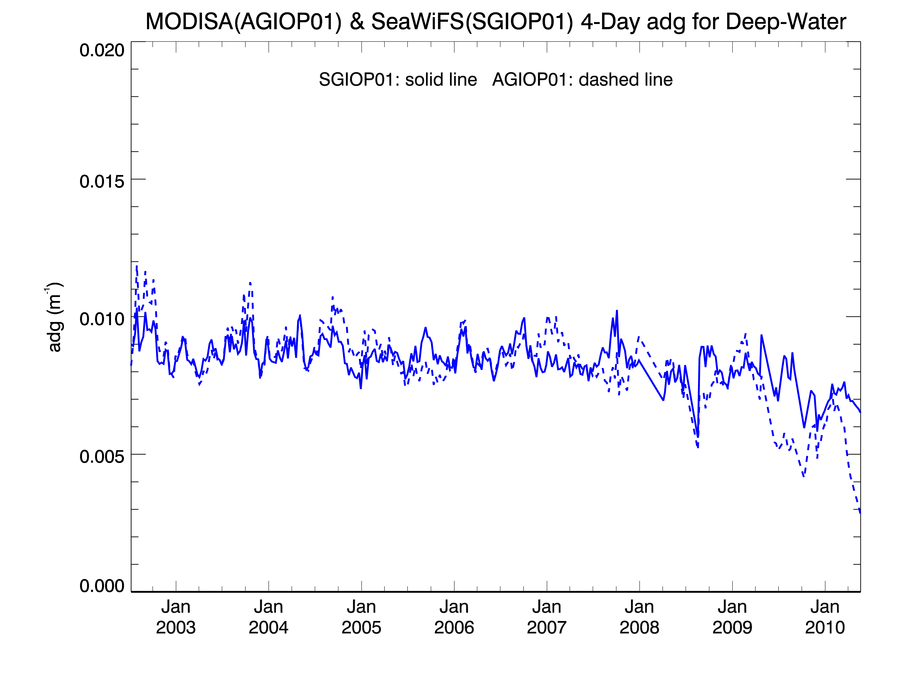 MODISA(AGIOP01) & SeaWiFS(SGIOP01) 4-Day adg for Deep-Water
SGIOP01: solid line AGIOP01: dashed line
0.020
0.015
0.010
0.005
0.000
adg (m⁻¹)
Jan Jan Jan Jan Jan Jan Jan Jan
2003 2004 2005 2006 2007 2008 2009 2010